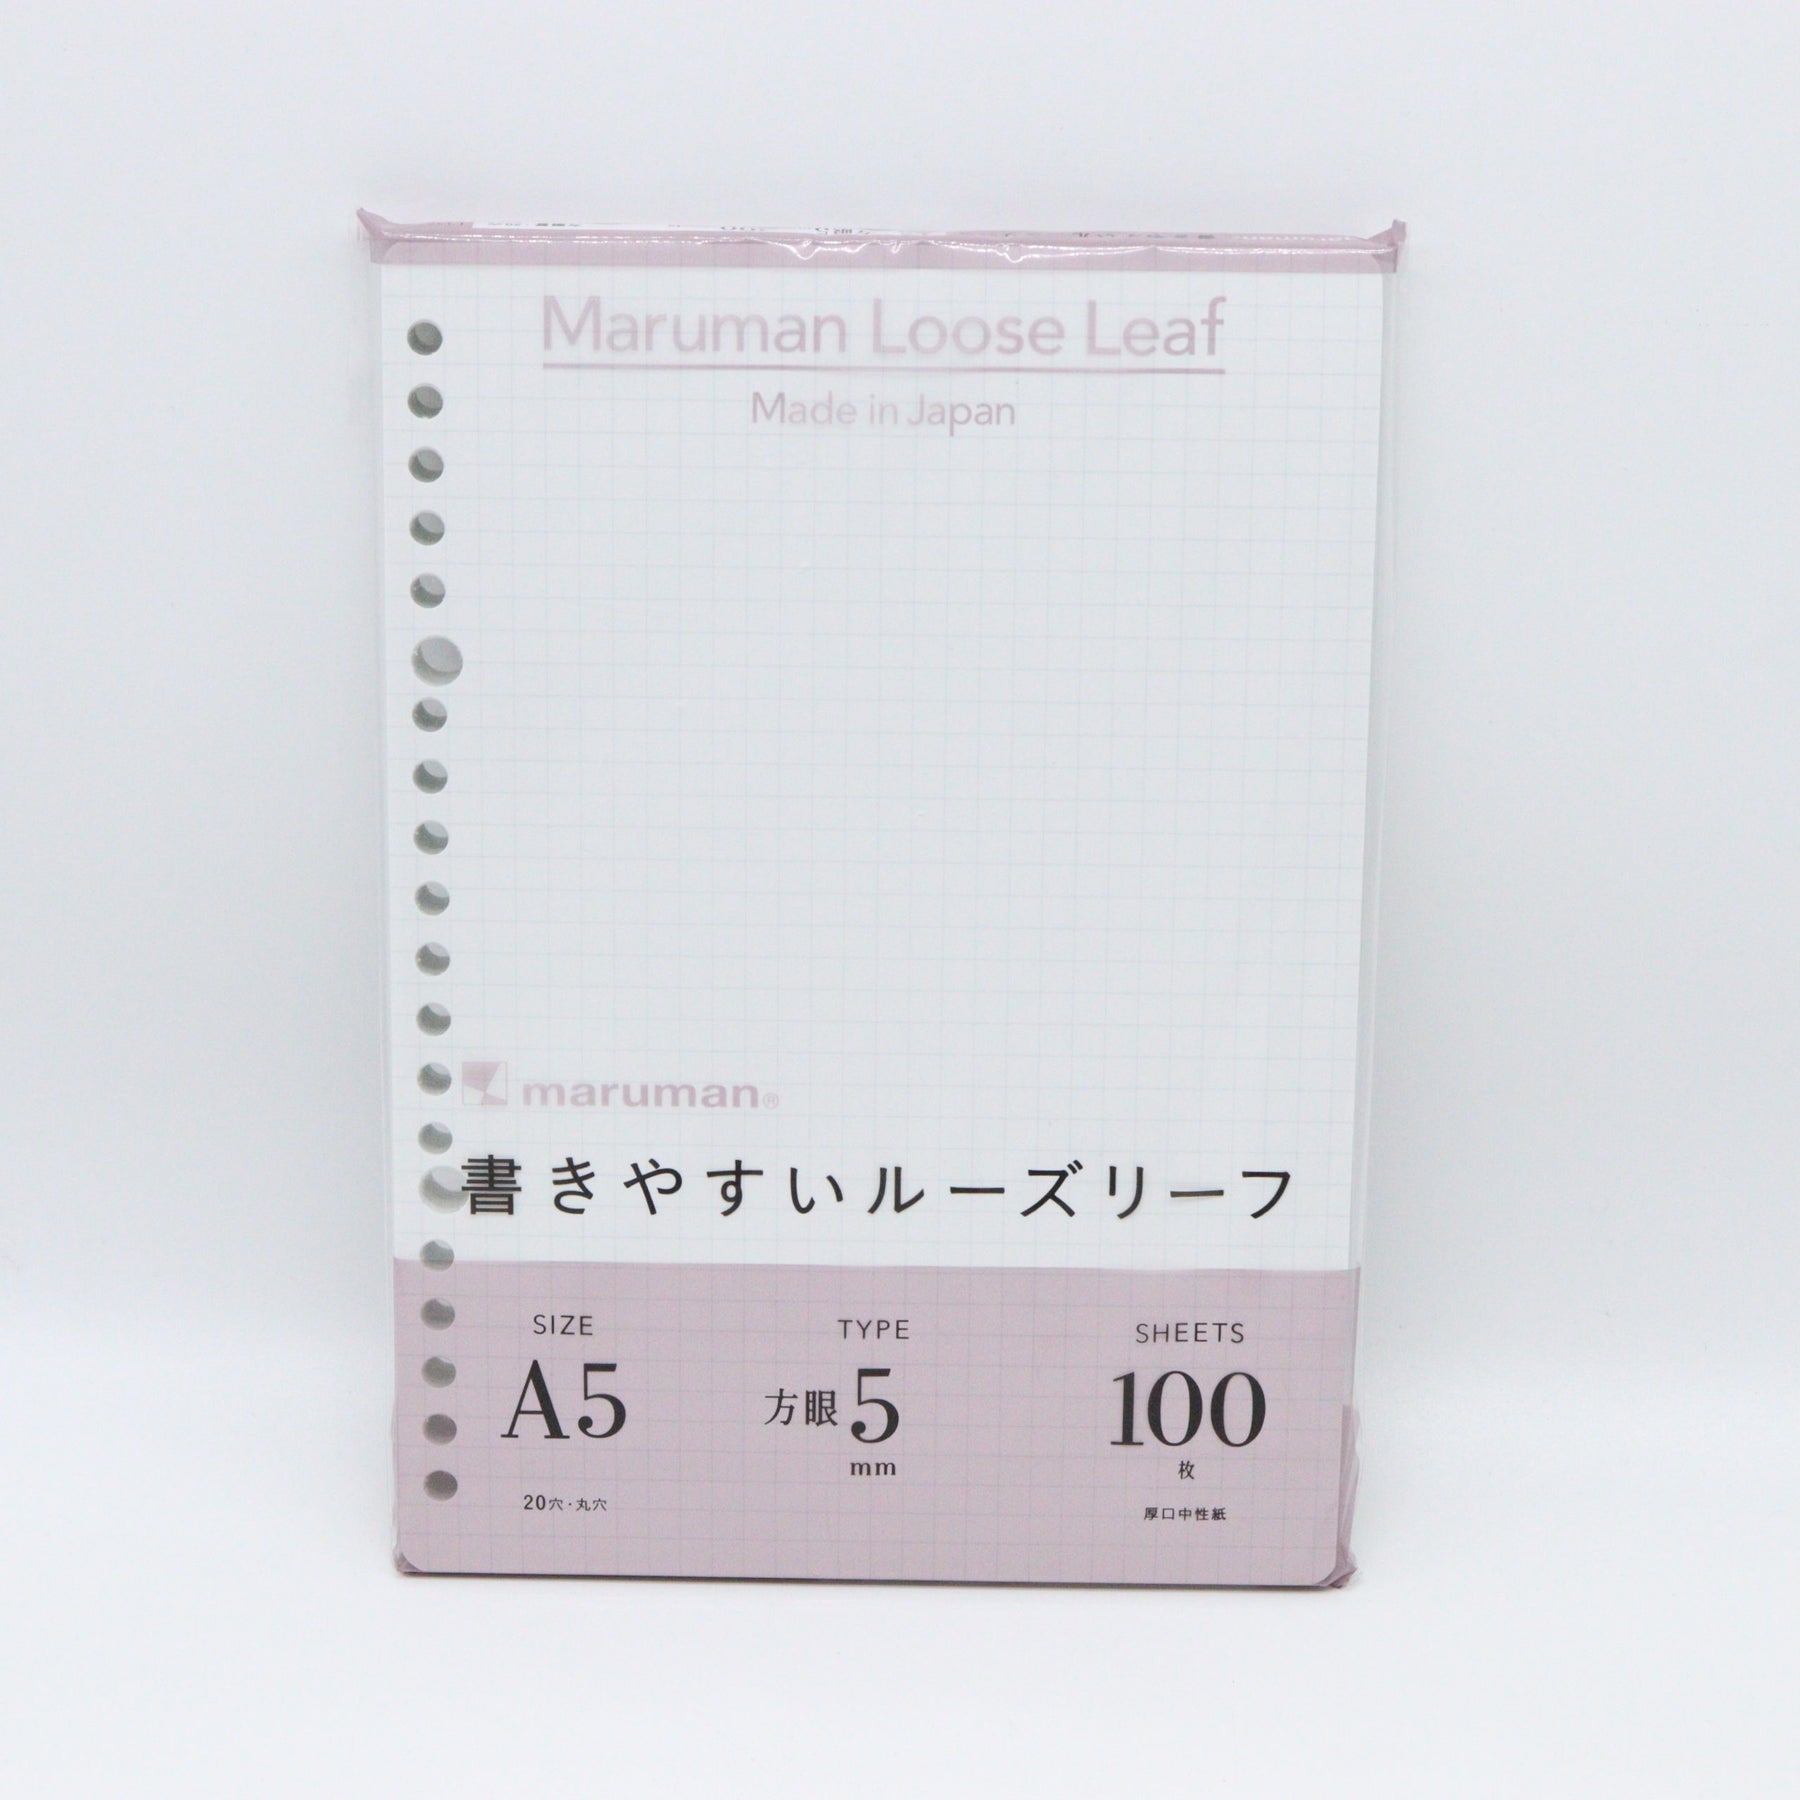 Maruman Loose Leaf
Made in Japan
maruman®
書きやすいルーズリーフ
SIZE
A5
20穴・丸穴
TYPE
方眼5
mm
SHEETS
100
枚
厚口中性紙